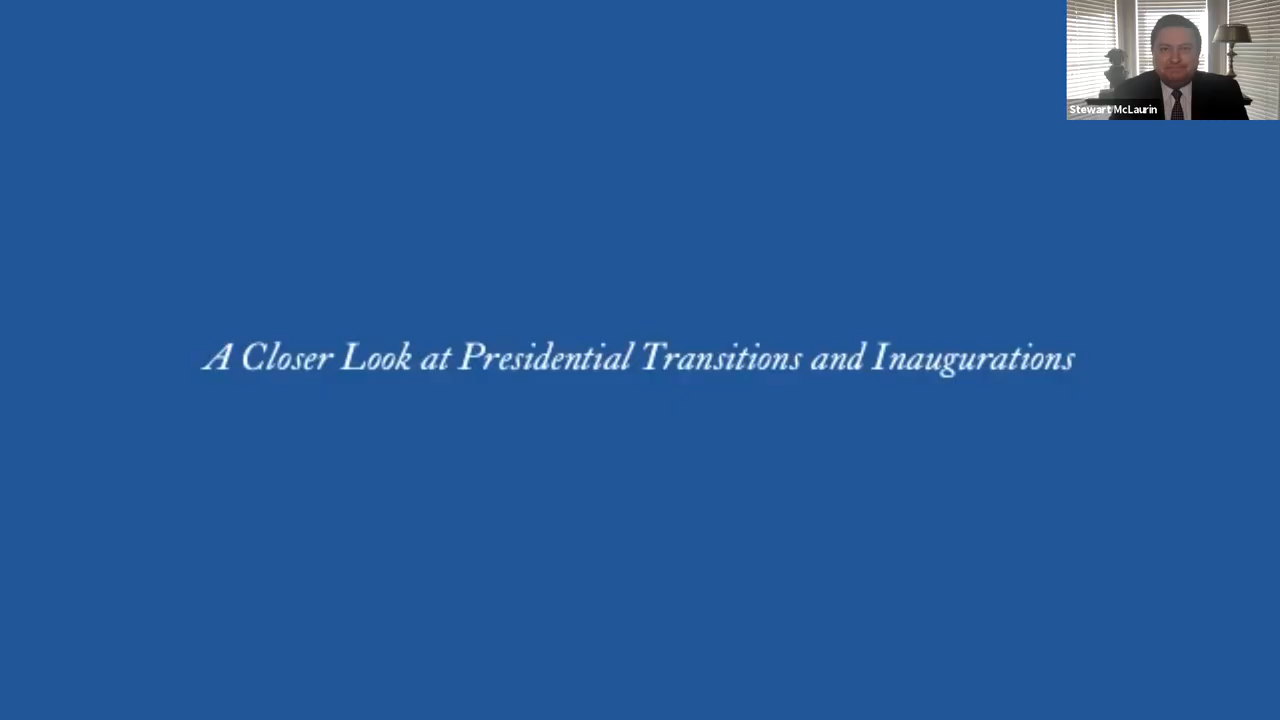 Stewart McLaurin
A Closer Look at Presidential Transitions and Inaugurations